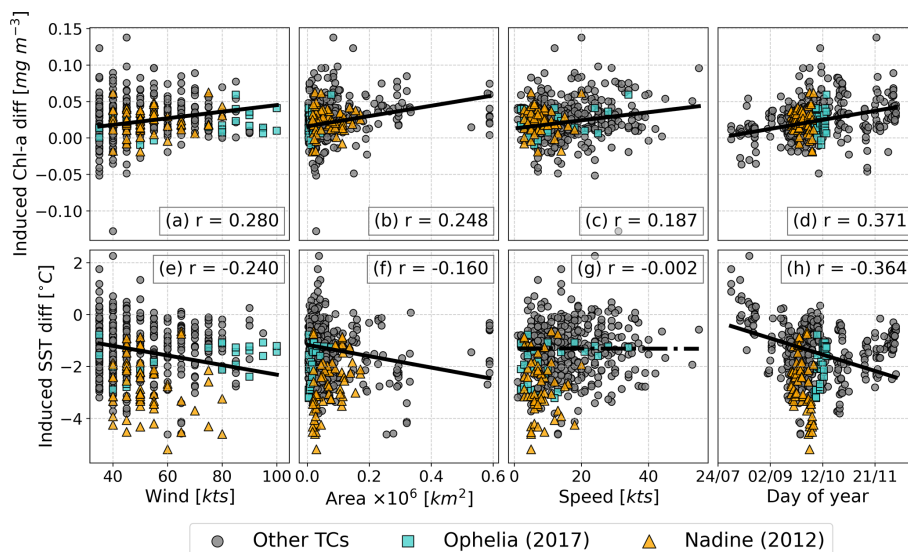 Induced Chl-a diff [mg m⁻³]
0.15
0.10
0.05
0.00
−0.05
−0.10
(a) r = 0.280
(b) r = 0.248
(c) r = 0.187
(d) r = 0.371
Induced SST diff [°C]
2
0
−2
−4
(e) r = -0.240
(f) r = -0.160
(g) r = -0.002
(h) r = -0.364
40 60 80 100
0.0 0.2 0.4 0.6
0 20 40
24/07 02/09 12/10 21/11
Wind [kts]
Area ×10⁶ [km²]
Speed [kts]
Day of year
Other TCs
Ophelia (2017)
Nadine (2012)